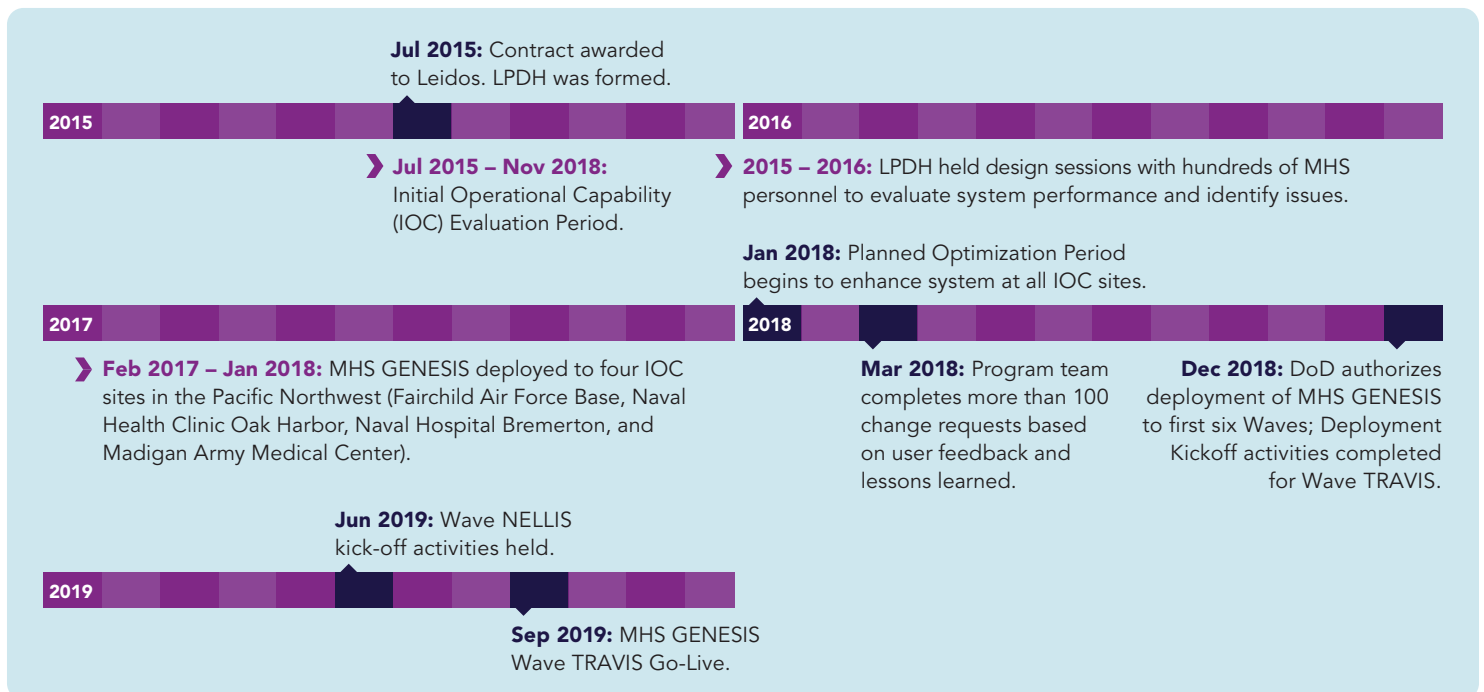 Jul 2015: Contract awarded
to Leidos. LPDH was formed.
2015
2016
Jul 2015 – Nov 2018:
Initial Operational Capability
(IOC) Evaluation Period.
2015 – 2016: LPDH held design sessions with hundreds of MHS
personnel to evaluate system performance and identify issues.
Jan 2018: Planned Optimization Period
begins to enhance system at all IOC sites.
2017
2018
Feb 2017 – Jan 2018: MHS GENESIS deployed to four IOC
sites in the Pacific Northwest (Fairchild Air Force Base, Naval
Health Clinic Oak Harbor, Naval Hospital Bremerton, and
Madigan Army Medical Center).
Mar 2018: Program team
completes more than 100
change requests based
on user feedback and
lessons learned.
Dec 2018: DoD authorizes
deployment of MHS GENESIS
to first six Waves; Deployment
Kickoff activities completed
for Wave TRAVIS.
Jun 2019: Wave NELLIS
kick-off activities held.
2019
Sep 2019: MHS GENESIS
Wave TRAVIS Go-Live.